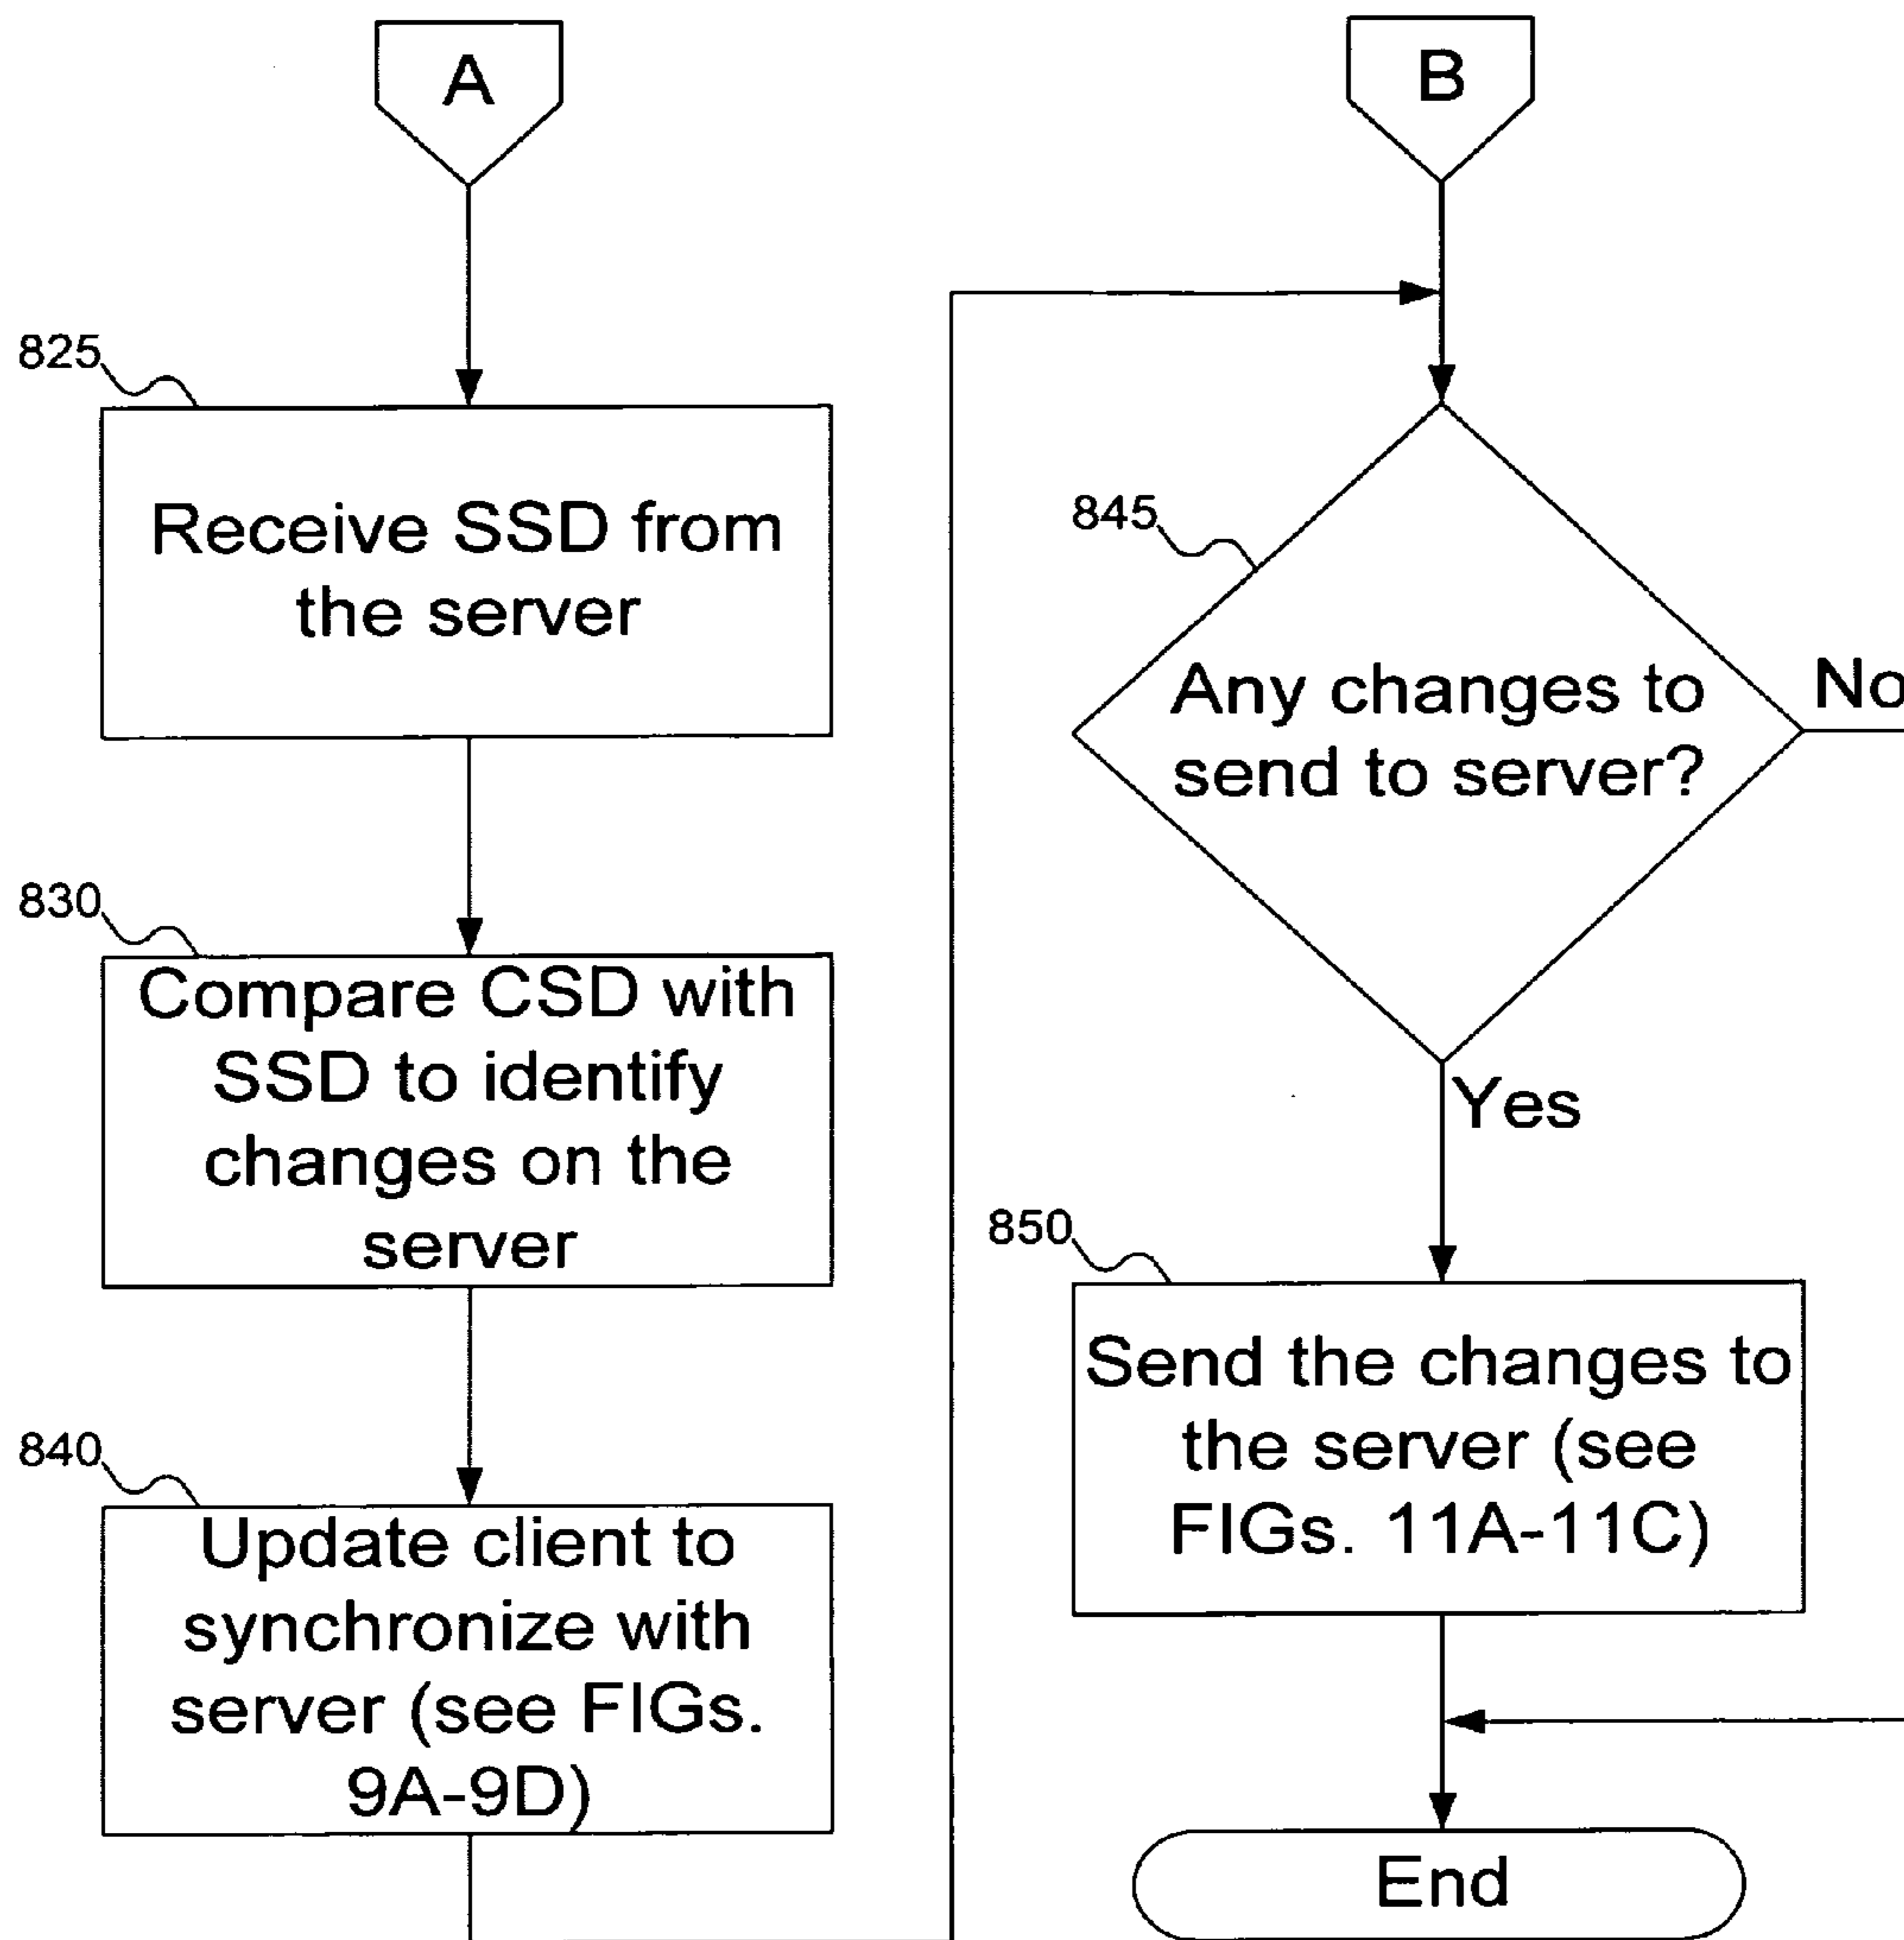 A
825
Receive SSD from
the server
830
Compare CSD with
SSD to identify
changes on the
server
840
Update client to
synchronize with
server (see FIGs.
9A-9D)
B
845
Any changes to
send to server?
No
Yes
850
Send the changes to
the server (see
FIGs. 11A-11C)
End